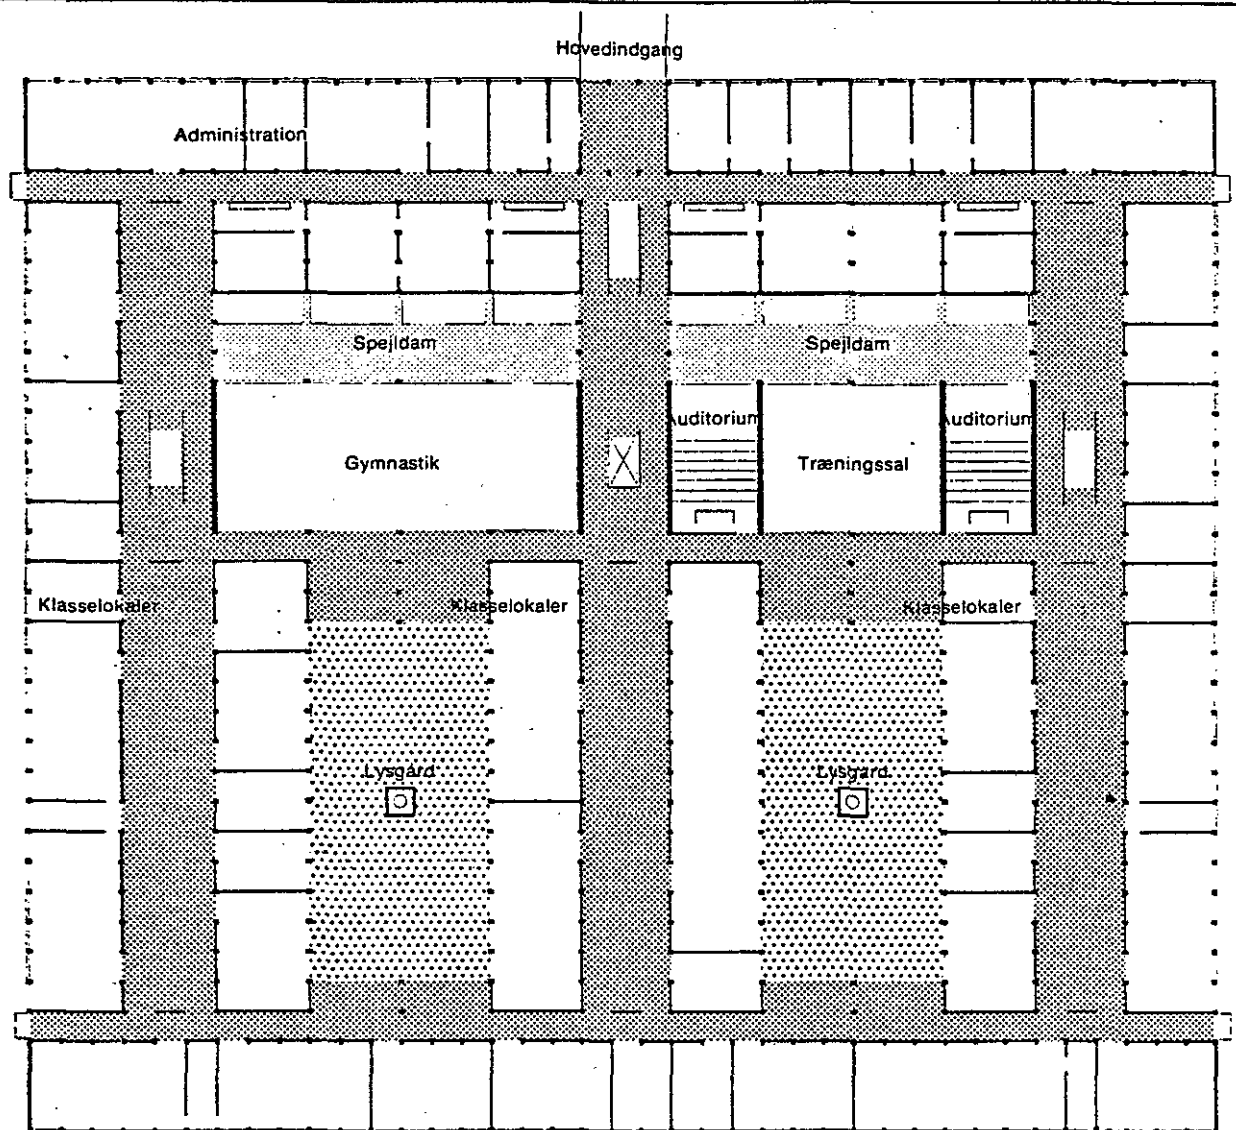 Hovedindgang
Administration
Spejldam
Spejldam
Auditorium
Auditorium
Gymnastik
Træningssal
Klasselokaler
Klasselokaler
Klasselokaler
Lysgård
Lysgård